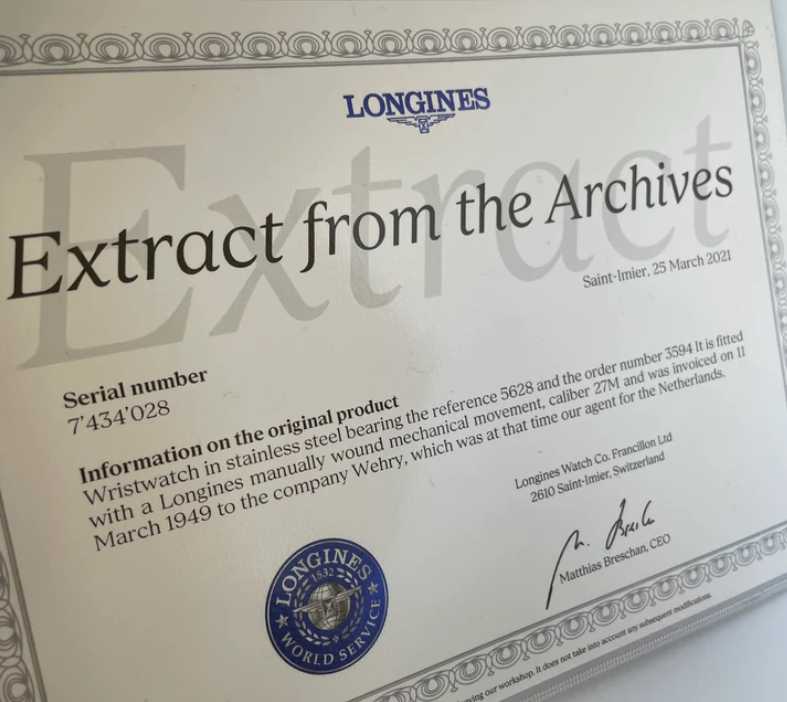 LONGINES
Extract
Extract from the Archives
Saint-Imier, 25 March 2021
Serial number
7'434'028
Information on the original product
Wristwatch in stainless steel bearing the reference 5628 and the order number 3594 It is fitted
with a Longines manually wound mechanical movement, caliber 27M and was invoiced on 11
March 1949 to the company Wehry, which was at that time our agent for the Netherlands.
Longines Watch Co. Francillon Ltd
2610 Saint-Imier, Switzerland
M. Breschan
Matthias Breschan, CEO
LONGINES
1832
WORLD SERVICE
our workshop. It does not take into account any subsequent modifications.